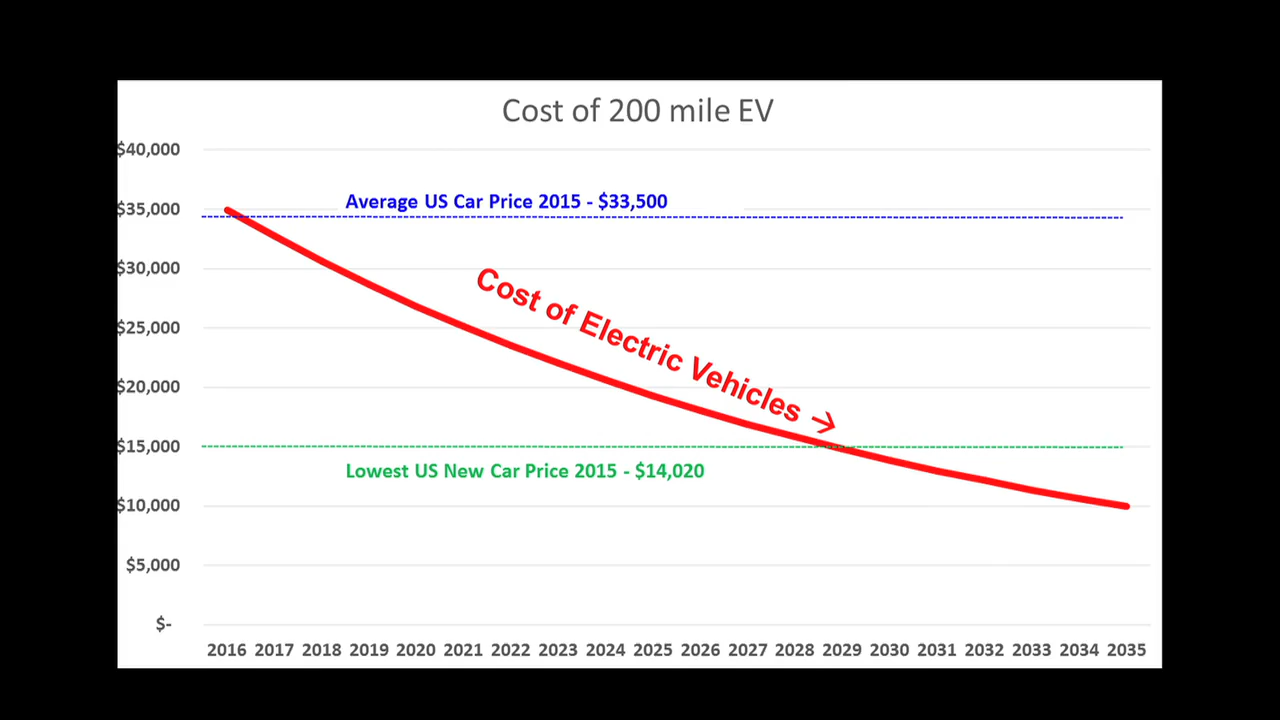 Cost of 200 mile EV
$40,000
$35,000
$30,000
$25,000
$20,000
$15,000
$10,000
$5,000
$-
Average US Car Price 2015 - $33,500
Cost of Electric Vehicles →
Lowest US New Car Price 2015 - $14,020
2016 2017 2018 2019 2020 2021 2022 2023 2024 2025 2026 2027 2028 2029 2030 2031 2032 2033 2034 2035